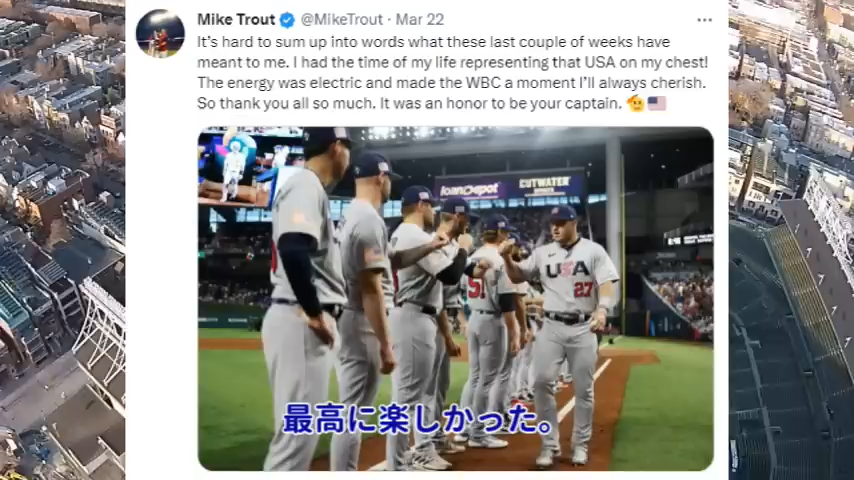 Mike Trout @MikeTrout · Mar 22
It's hard to sum up into words what these last couple of weeks have
meant to me. I had the time of my life representing that USA on my chest!
The energy was electric and made the WBC a moment I'll always cherish.
So thank you all so much. It was an honor to be your captain.
loanDepot
CUTWATER
USA
27
51
最高に楽しかった。